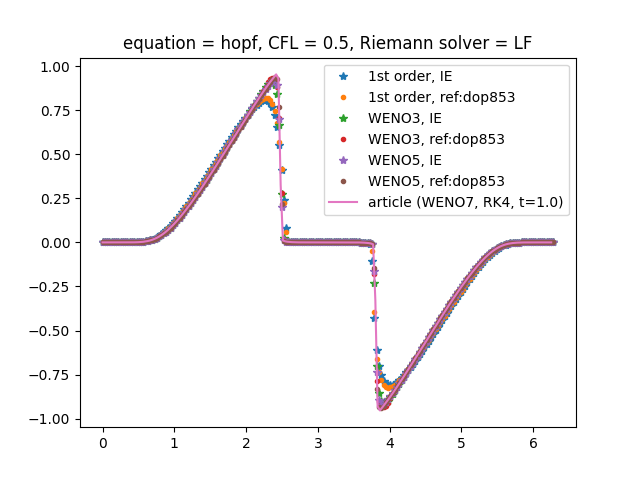 equation = hopf, CFL = 0.5, Riemann solver = LF
1.00
0.75
0.50
0.25
0.00
−0.25
−0.50
−0.75
−1.00
0 1 2 3 4 5 6
1st order, IE
1st order, ref:dop853
WENO3, IE
WENO3, ref:dop853
WENO5, IE
WENO5, ref:dop853
article (WENO7, RK4, t=1.0)